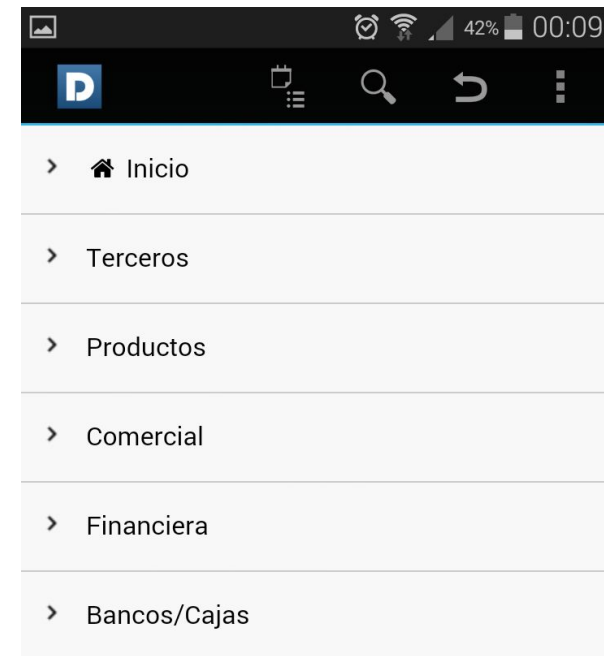 42% 00:09
D
Inicio
Terceros
Productos
Comercial
Financiera
Bancos/Cajas